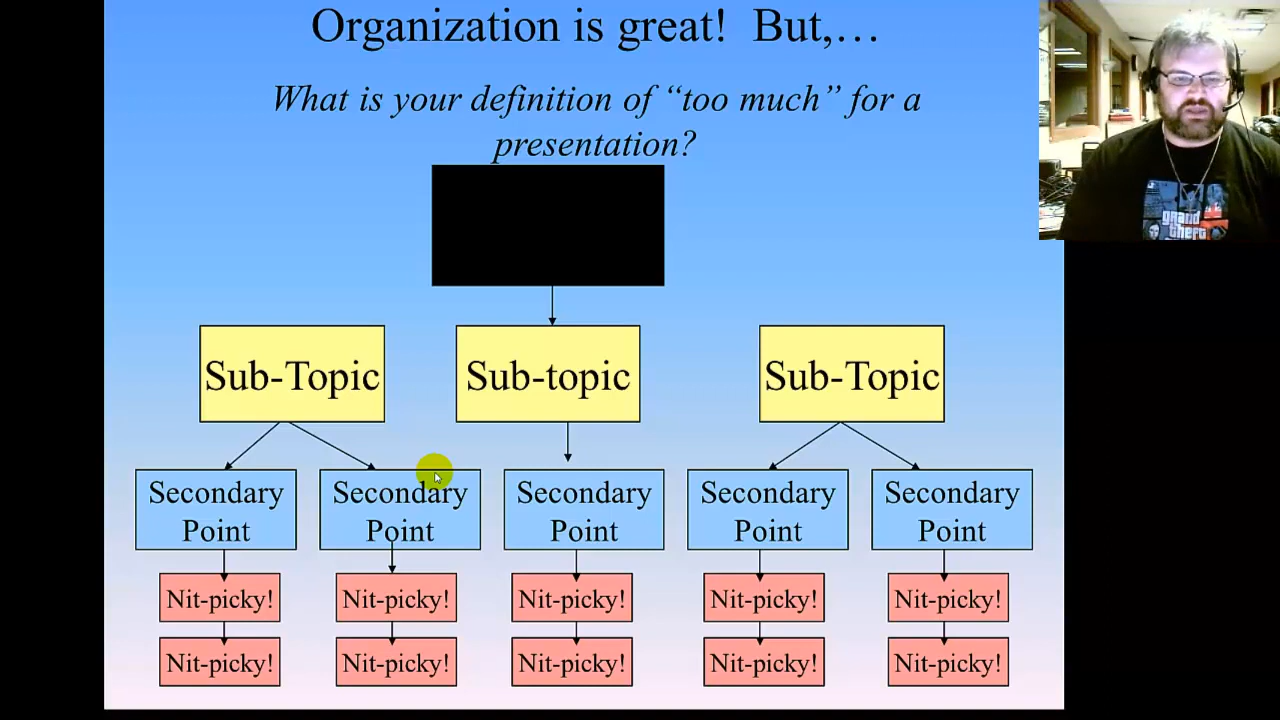 Organization is great! But,…
What is your definition of “too much” for a
presentation?
Sub-Topic Sub-topic Sub-Topic
Secondary Point
Secondary Point
Secondary Point
Secondary Point
Secondary Point
Nit-picky! Nit-picky! Nit-picky! Nit-picky! Nit-picky!
Nit-picky! Nit-picky! Nit-picky! Nit-picky! Nit-picky!
grand
theft